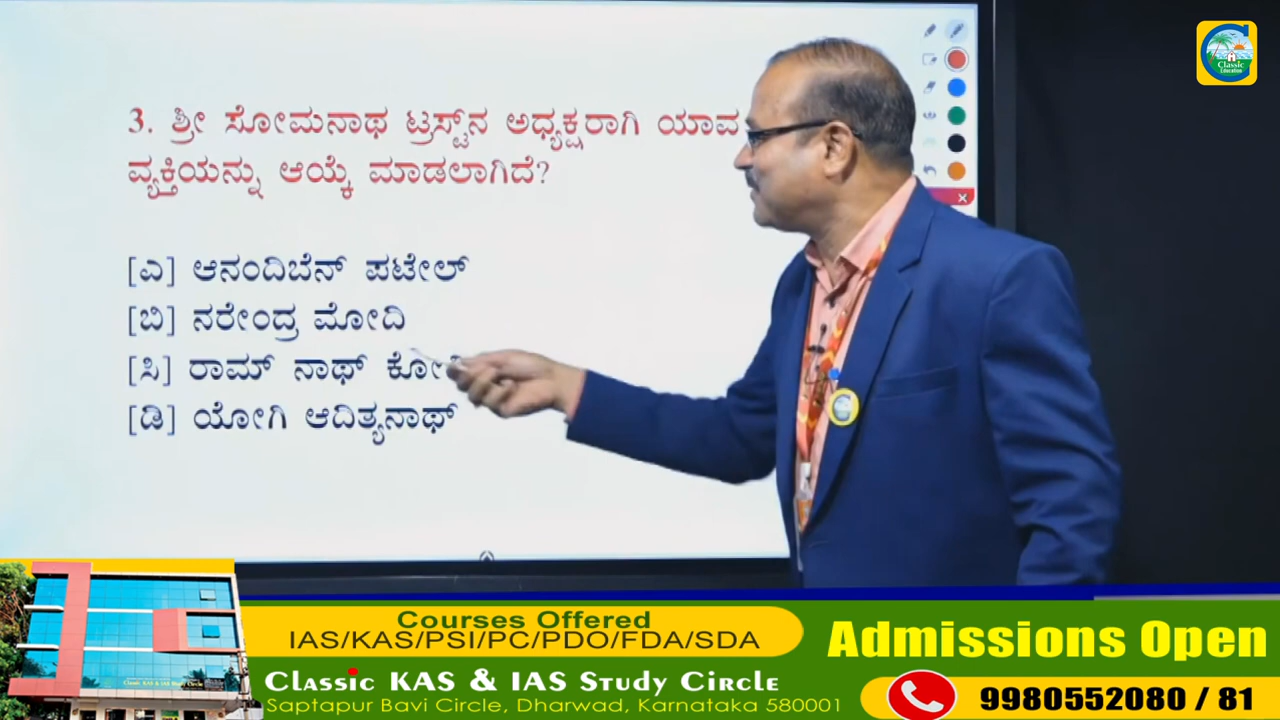 3. ಶ್ರೀ ಸೋಮನಾಥ ಟ್ರಸ್ಟ್‌ನ ಅಧ್ಯಕ್ಷರಾಗಿ ಯಾವ
ವ್ಯಕ್ತಿಯನ್ನು ಆಯ್ಕೆ ಮಾಡಲಾಗಿದೆ?
[ಎ] ಆನಂದಿಬೆನ್ ಪಟೇಲ್
[ಬಿ] ನರೇಂದ್ರ ಮೋದಿ
[ಸಿ] ರಾಮ್ ನಾಥ್
[ಡಿ] ಯೋಗಿ ಆದಿತ್ಯನಾಥ್
Classic
Education
Courses Offered
IAS/KAS/PSI/PC/PDO/FDA/SDA
Classic KAS & IAS Study Circle
Saptapur Bavi Circle, Dharwad, Karnataka 580001
Admissions Open
9980552080 / 81